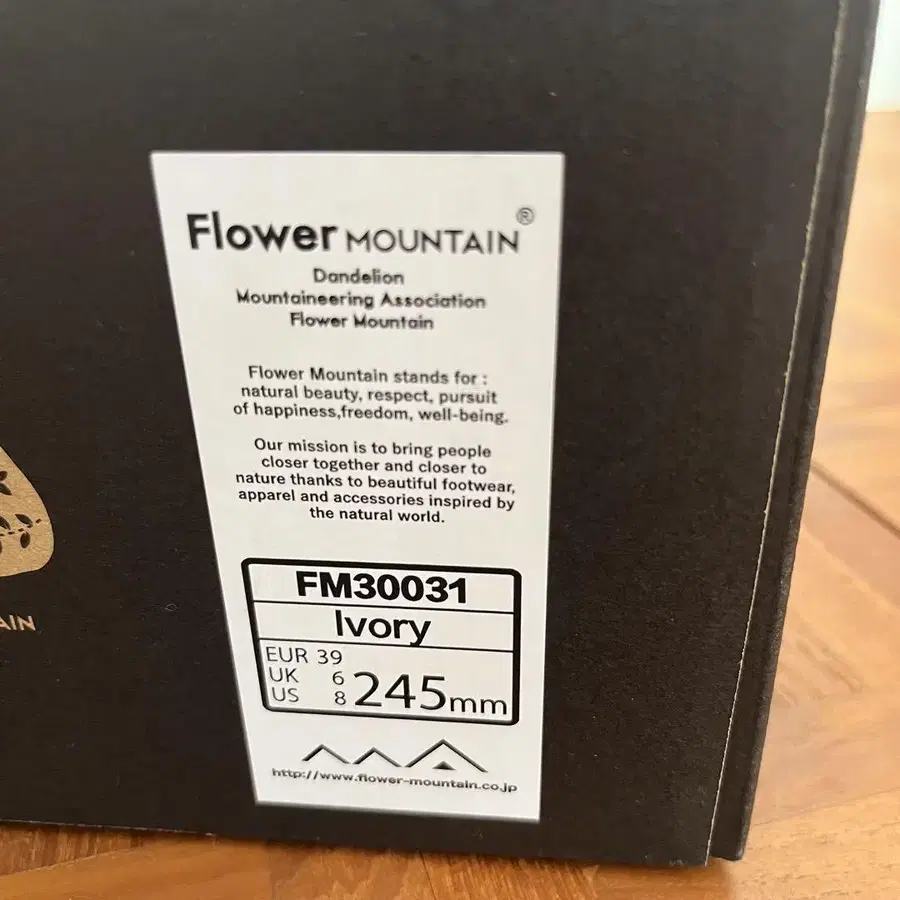 Flower MOUNTAIN®
Dandelion
Mountaineering Association
Flower Mountain
Flower Mountain stands for :
natural beauty, respect, pursuit
of happiness,freedom, well-being.
Our mission is to bring people
closer together and closer to
nature thanks to beautiful footwear,
apparel and accessories inspired by
the natural world.
FM30031
Ivory
EUR 39
UK 6
US 8
245mm
http://www.flower-mountain.co.jp
AIN